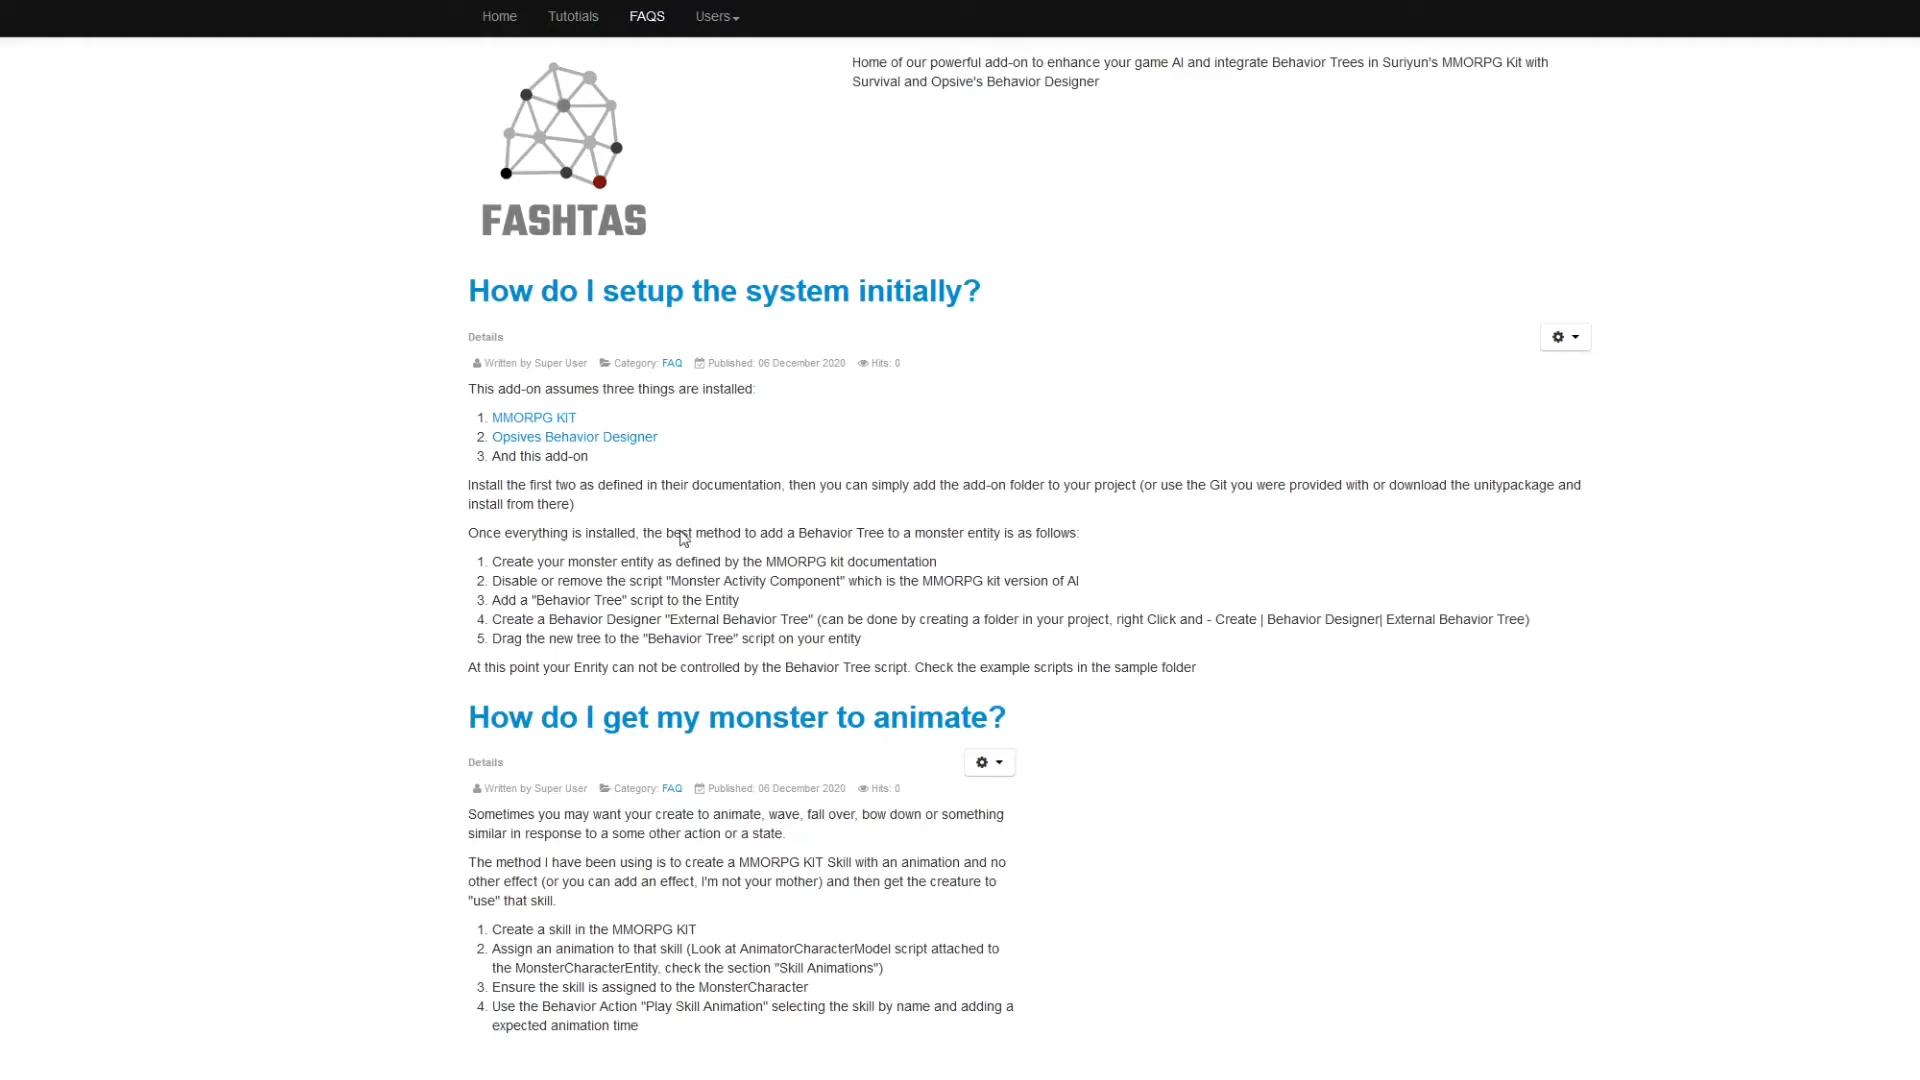 Home Tutotials FAQS Users
Home of our powerful add-on to enhance your game AI and integrate Behavior Trees in Suriyun's MMORPG Kit with
Survival and Opsive's Behavior Designer
FASHTAS
How do I setup the system initially?
Details
Written by Super User Category: FAQ Published: 06 December 2020 Hits: 0
This add-on assumes three things are installed:
1. MMORPG KIT
2. Opsives Behavior Designer
3. And this add-on
Install the first two as defined in their documentation, then you can simply add the add-on folder to your project (or use the Git you were provided with or download the unitypackage and
install from there)
Once everything is installed, the best method to add a Behavior Tree to a monster entity is as follows:
1. Create your monster entity as defined by the MMORPG kit documentation
2. Disable or remove the script "Monster Activity Component" which is the MMORPG kit version of AI
3. Add a "Behavior Tree" script to the Entity
4. Create a Behavior Designer "External Behavior Tree" (can be done by creating a folder in your project, right Click and - Create | Behavior Designer| External Behavior Tree)
5. Drag the new tree to the "Behavior Tree" script on your entity
At this point your Enrity can not be controlled by the Behavior Tree script. Check the example scripts in the sample folder
How do I get my monster to animate?
Details
Written by Super User Category: FAQ Published: 06 December 2020 Hits: 0
Sometimes you may want your create to animate, wave, fall over, bow down or something
similar in response to a some other action or a state.
The method I have been using is to create a MMORPG KIT Skill with an animation and no
other effect (or you can add an effect, I'm not your mother) and then get the creature to
"use" that skill.
1. Create a skill in the MMORPG KIT
2. Assign an animation to that skill (Look at AnimatorCharacterModel script attached to
the MonsterCharacterEntity, check the section "Skill Animations")
3. Ensure the skill is assigned to the MonsterCharacter
4. Use the Behavior Action "Play Skill Animation" selecting the skill by name and adding a
expected animation time